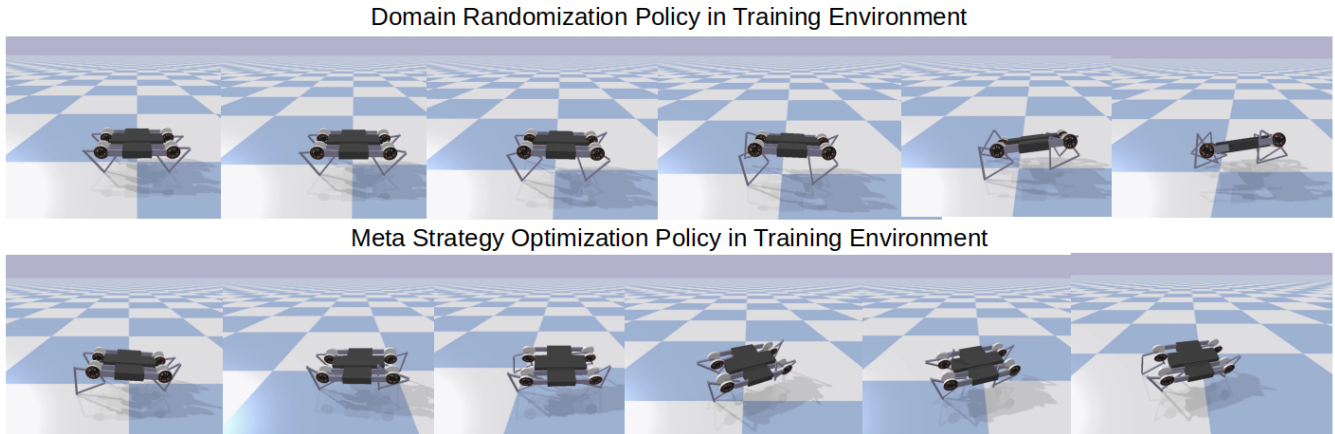 Domain Randomization Policy in Training Environment
Meta Strategy Optimization Policy in Training Environment